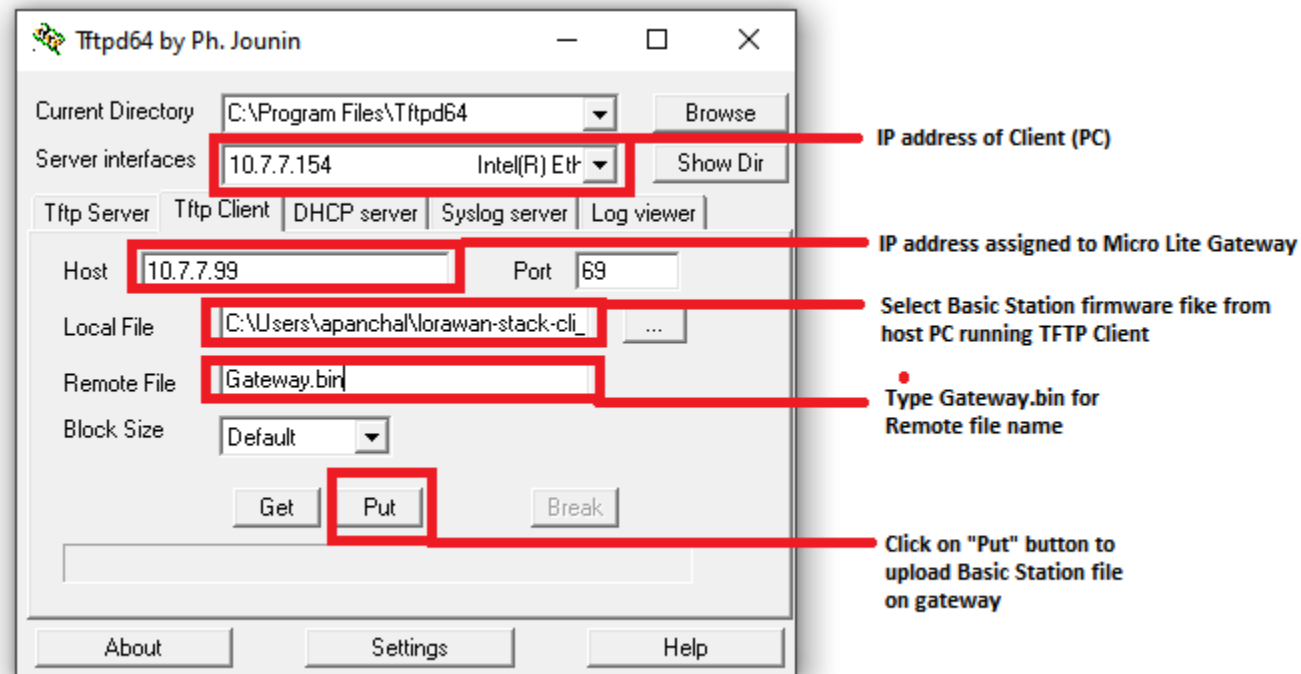 Tftpd64 by Ph. Jounin
Current Directory C:\Program Files\Tftpd64 Browse
Server interfaces 10.7.7.154 Intel(R) Eth Show Dir
Tftp Server Tftp Client DHCP server Syslog server Log viewer
Host 10.7.7.99 Port 69
Local File C:\Users\apanchal\lorawan-stack-cli_ ...
Remote File Gateway.bin
Block Size Default
Get Put Break
About Settings Help
IP address of Client (PC)
IP address assigned to Micro Lite Gateway
Select Basic Station firmware fike from
host PC running TFTP Client
Type Gateway.bin for
Remote file name
Click on "Put" button to
upload Basic Station file
on gateway